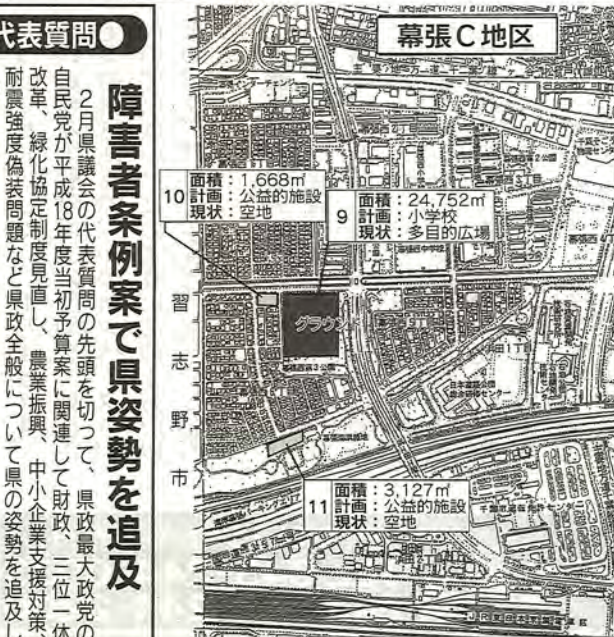 幕張C地区
10
面積：1,668㎡
計画：公益的施設
現状：空地
9
面積：24,752㎡
計画：小学校
現状：多目的広場
グラウンド
習志野市
11
面積：3,127㎡
計画：公益的施設
現状：空地
代表質問●
障害者条例案で県姿勢を追及
２月県議会の代表質問の先頭を切って、県政最大政党の
自民党が平成18年度当初予算案に関連して財政、三位一体
改革、緑化協定制度見直し、農業振興、中小企業支援対策、
耐震強度偽装問題など県政全般について県の姿勢を追及し